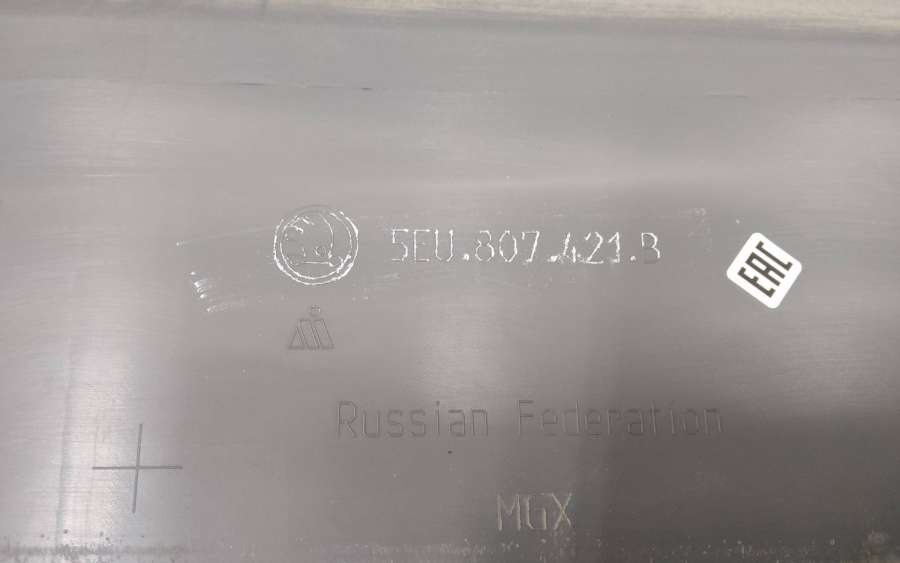 5EU.807.421.B
EAC
Russian Federation
MGX